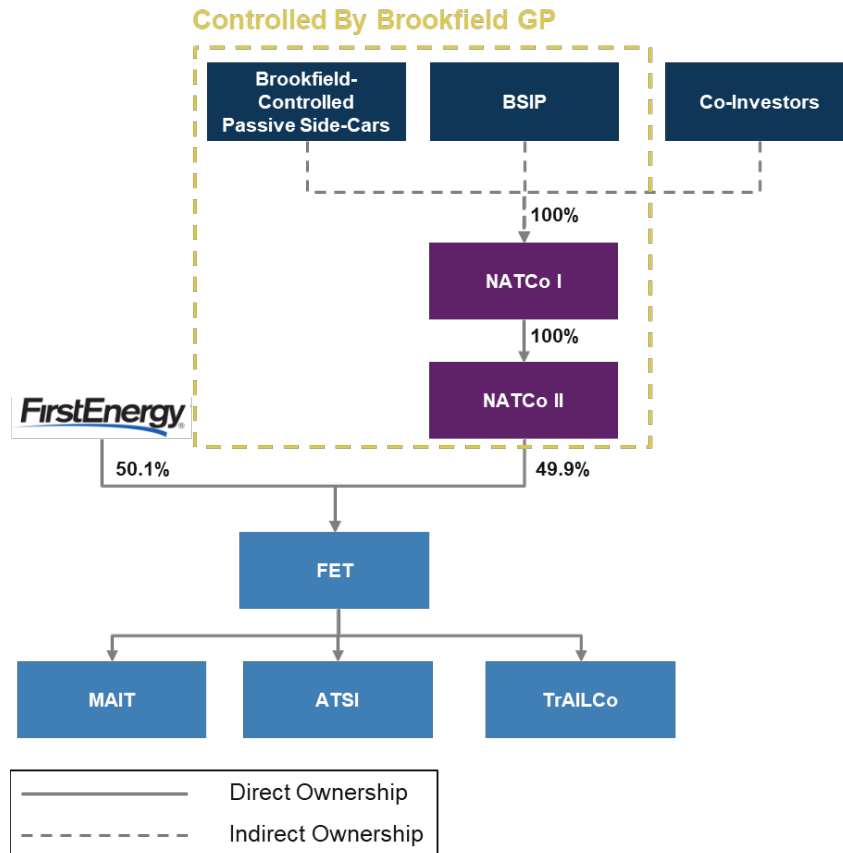 Controlled By Brookfield GP
Brookfield-
Controlled
Passive Side-Cars
BSIP
Co-Investors
100%
NATCo I
100%
NATCo II
FirstEnergy®
50.1%
49.9%
FET
MAIT
ATSI
TrAILCo
Direct Ownership
Indirect Ownership